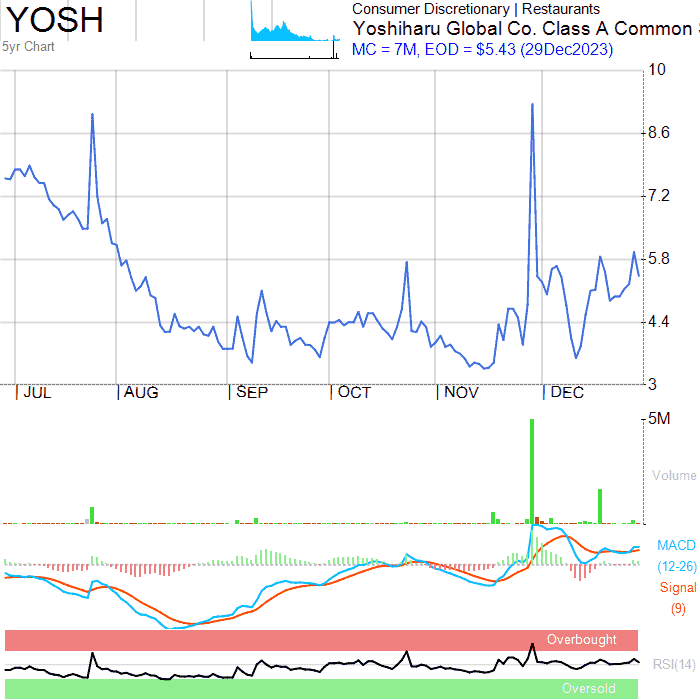 YOSH
5yr Chart
Consumer Discretionary | Restaurants
Yoshiharu Global Co. Class A Common
MC = 7M, EOD = $5.43 (29Dec2023)
10
8.6
7.2
5.8
4.4
3
JUL AUG SEP OCT NOV DEC
5M
Volume
MACD
(12-26)
Signal
(9)
Overbought
RSI(14)
Oversold